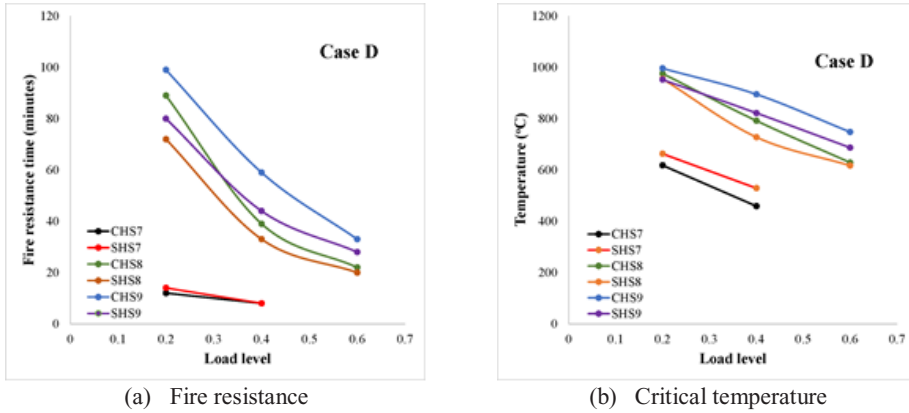 Case D
Fire resistance time (minutes)
120
100
80
60
40
20
0
CHS7
SHS7
CHS8
SHS8
CHS9
SHS9
0 0.1 0.2 0.3 0.4 0.5 0.6 0.7
Load level
(a) Fire resistance
Case D
Temperature (°C)
1200
1000
800
600
400
200
0
CHS7
SHS7
CHS8
SHS8
CHS9
SHS9
0 0.1 0.2 0.3 0.4 0.5 0.6 0.7
Load level
(b) Critical temperature